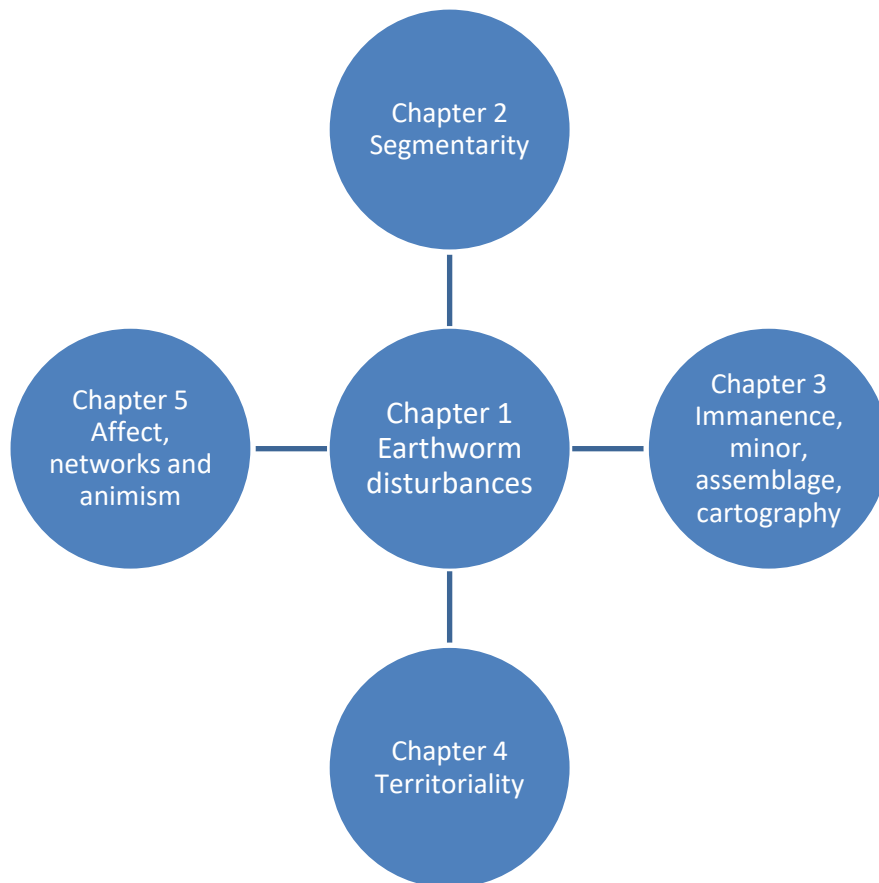 Chapter 2
Segmentarity
Chapter 5
Affect,
networks and
animism
Chapter 1
Earthworm
disturbances
Chapter 3
Immanence,
minor,
assemblage,
cartography
Chapter 4
Territoriality